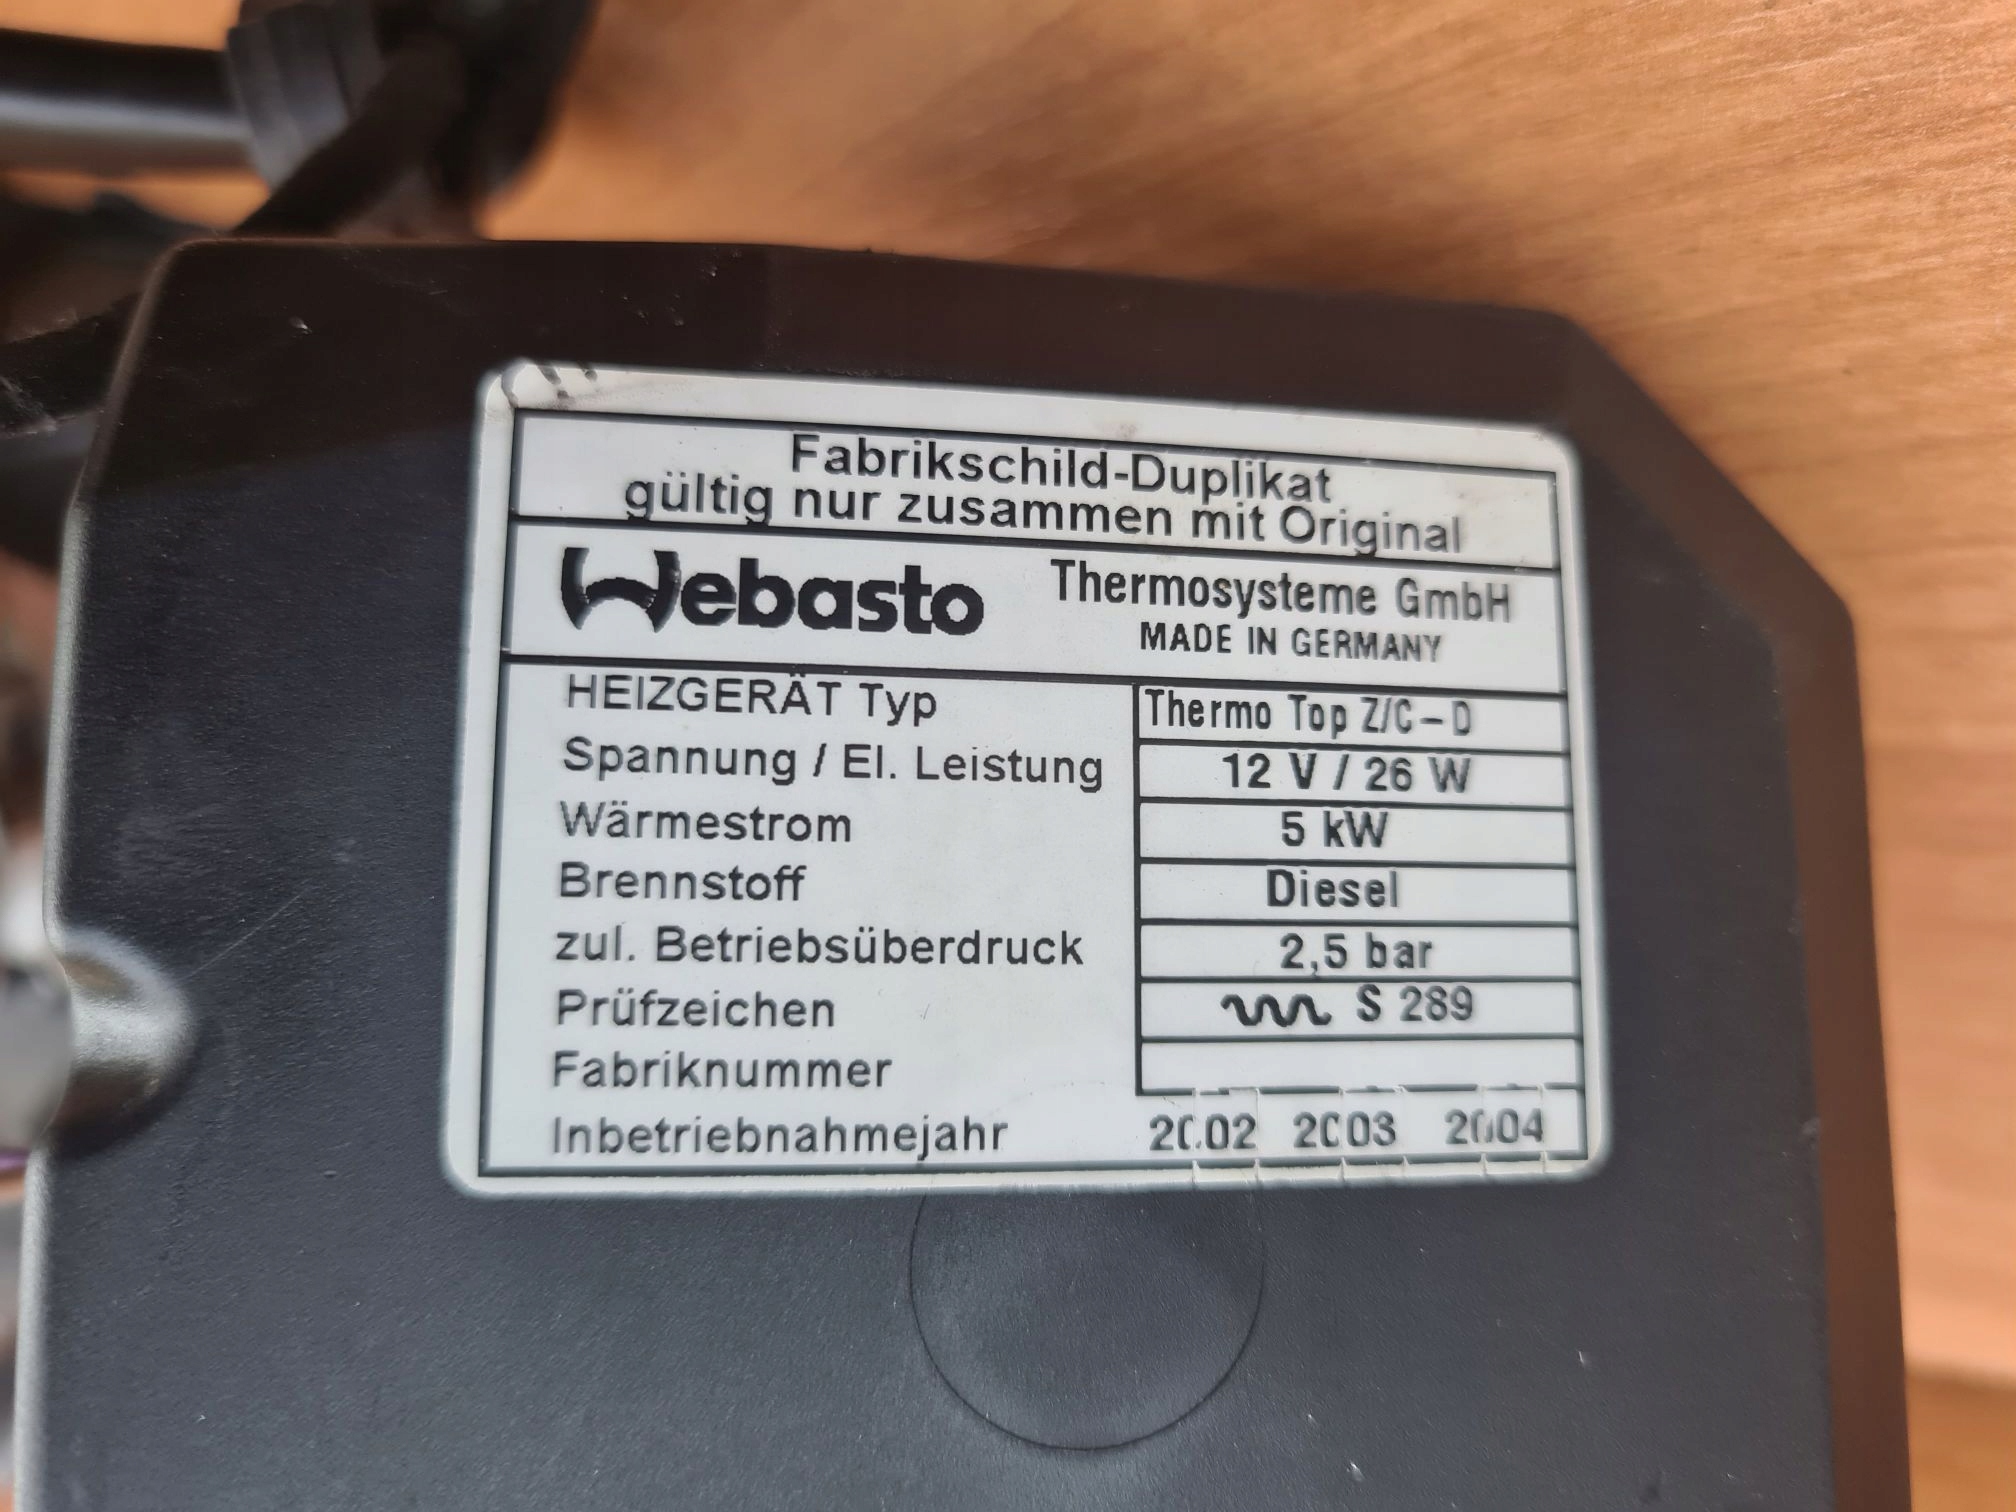 Fabrikschild-Duplikat
gültig nur zusammen mit Original
Webasto Thermosysteme GmbH
MADE IN GERMANY
HEIZGERÄT Typ Thermo Top Z/C-D
Spannung / El. Leistung 12 V / 26 W
Wärmestrom 5 kW
Brennstoff Diesel
zul. Betriebsüberdruck 2,5 bar
Prüfzeichen S 289
Fabriknummer
Inbetriebnahmejahr 2002 2003 2004